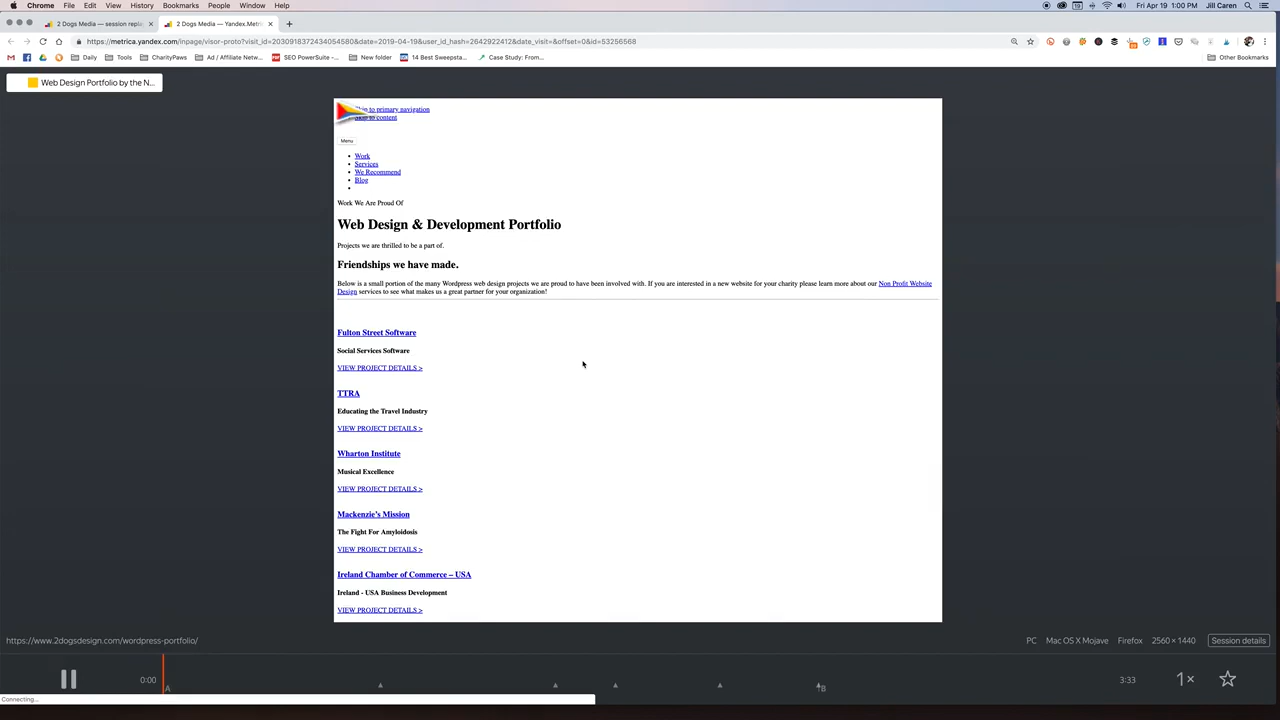 Chrome File Edit View History Bookmarks People Window Help
Fri Apr 19 1:00 PM Jill Caren
2 Dogs Media — session repla
2 Dogs Media — Yandex.Metri
https://metrica.yandex.com/inpage/visor-proto?visit_id=2030918372434054580&date=2019-04-19&user_id_hash=2642922412&date_visit=&offset=0&id=53256568
Daily Tools CharityPaws Ad / Affiliate Netw... SEO PowerSuite –... New folder 14 Best Sweepsta... Case Study: From... Other Bookmarks
Web Design Portfolio by the N...
Skip to primary navigation
Skip to content
Menu
Work
Services
We Recommend
Blog
Work We Are Proud Of
Web Design & Development Portfolio
Projects we are thrilled to be a part of.
Friendships we have made.
Below is a small portion of the many Wordpress web design projects we are proud to have been involved with. If you are interested in a new website for your charity please learn more about our Non Profit Website
Design services to see what makes us a great partner for your organization!
Fulton Street Software
Social Services Software
VIEW PROJECT DETAILS >
TTRA
Educating the Travel Industry
VIEW PROJECT DETAILS >
Wharton Institute
Musical Excellence
VIEW PROJECT DETAILS >
Mackenzie's Mission
The Fight For Amyloidosis
VIEW PROJECT DETAILS >
Ireland Chamber of Commerce – USA
Ireland - USA Business Development
VIEW PROJECT DETAILS >
https://www.2dogsdesign.com/wordpress-portfolio/
PC Mac OS X Mojave Firefox 2560 × 1440 Session details
0:00
A
B
3:33
1×
Connecting...